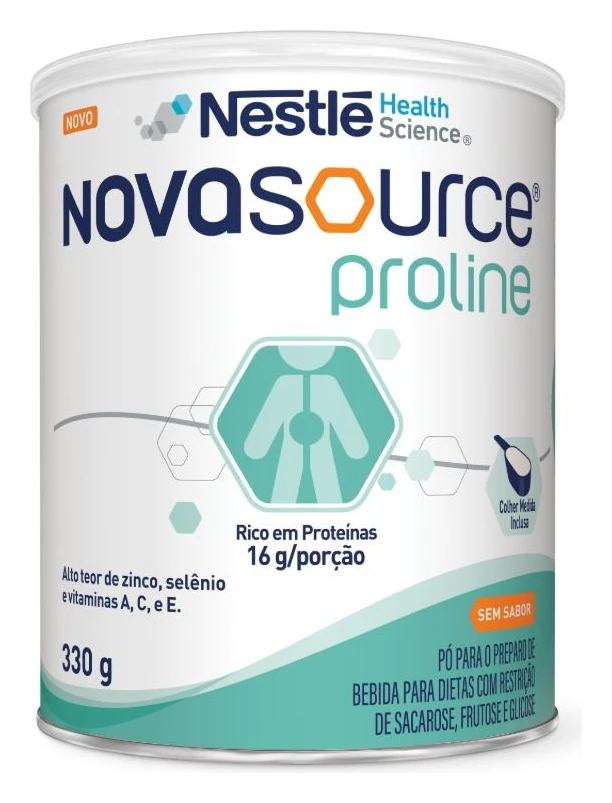 NOVO
Nestlé Health Science®
NOVASOURCE®
proline
Rico em Proteínas
16 g/porção
Colher Medida
Inclusa
Alto teor de zinco, selênio
e vitaminas A, C, e E.
SEM SABOR
330 g
PÓ PARA O PREPARO DE
BEBIDA PARA DIETAS COM RESTRIÇÃO
DE SACAROSE, FRUTOSE E GLICOSE